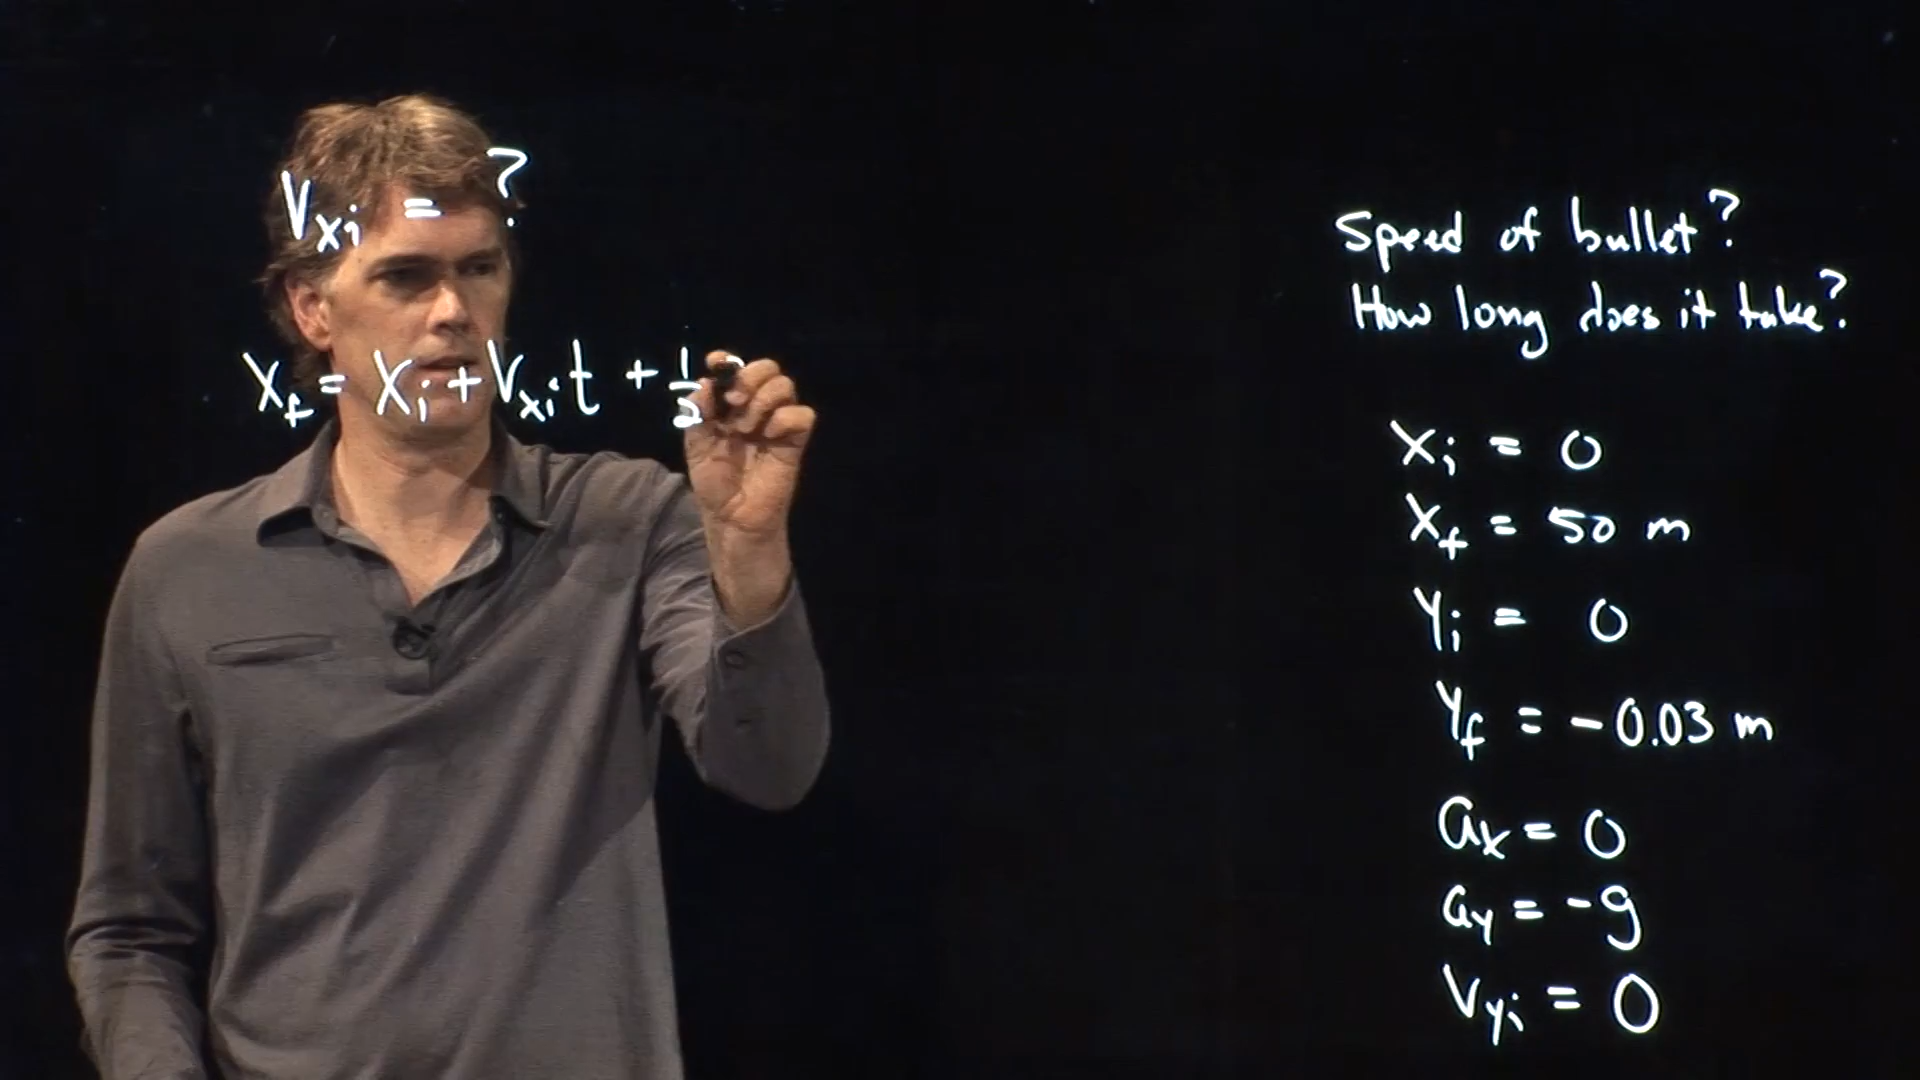 Vxi = ?
Xf = Xi + Vxi t + 1/2
Speed of bullet?
How long does it take?
Xi = 0
Xf = 50 m
Yi = 0
Yf = -0.03 m
ax = 0
ay = -g
Vyi = 0